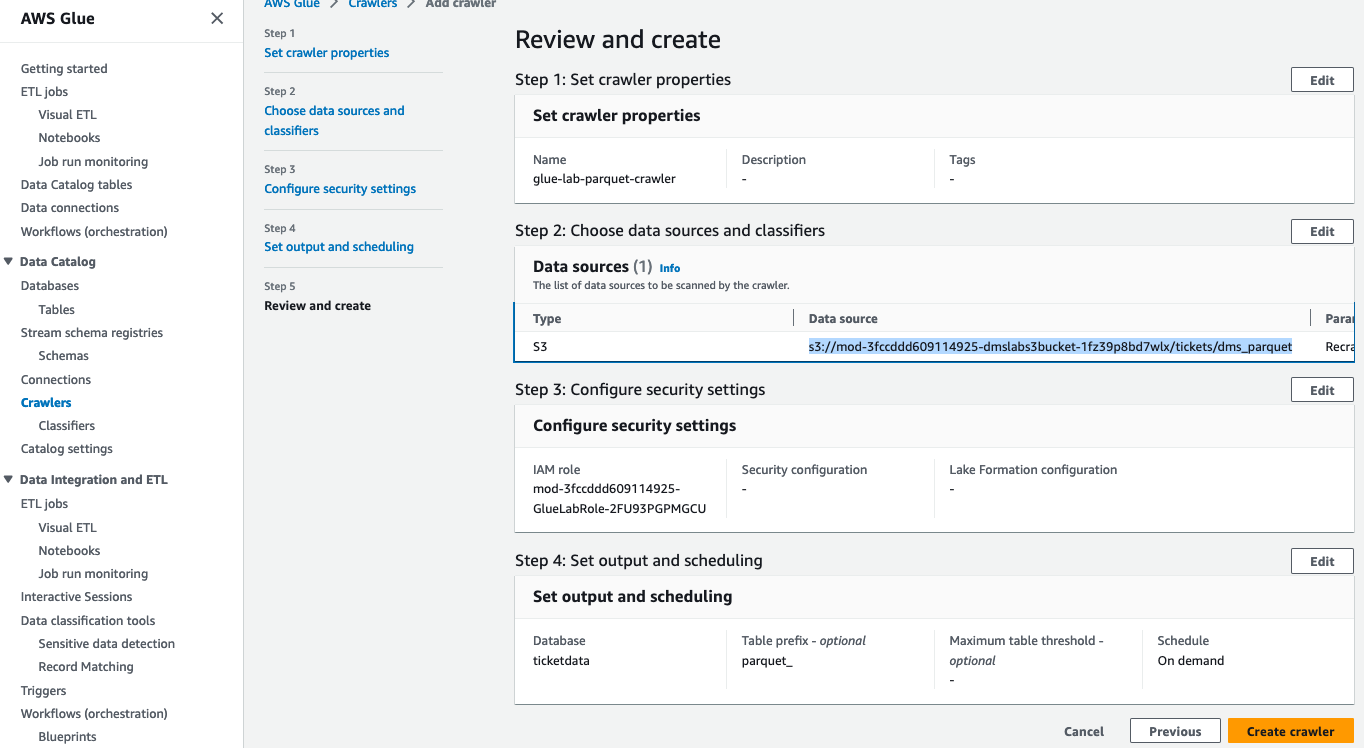 AWS Glue
Getting started
ETL jobs
Visual ETL
Notebooks
Job run monitoring
Data Catalog tables
Data connections
Workflows (orchestration)
Data Catalog
Databases
Tables
Stream schema registries
Schemas
Connections
Crawlers
Classifiers
Catalog settings
Data Integration and ETL
ETL jobs
Visual ETL
Notebooks
Job run monitoring
Interactive Sessions
Data classification tools
Sensitive data detection
Record Matching
Triggers
Workflows (orchestration)
Blueprints
AWS Glue > Crawlers > Add crawler
Step 1
Set crawler properties
Step 2
Choose data sources and
classifiers
Step 3
Configure security settings
Step 4
Set output and scheduling
Step 5
Review and create
Review and create
Step 1: Set crawler properties
Edit
Set crawler properties
Name
glue-lab-parquet-crawler
Description
-
Tags
-
Step 2: Choose data sources and classifiers
Edit
Data sources (1) Info
The list of data sources to be scanned by the crawler.
Type Data source Parar
S3 s3://mod-3fccddd609114925-dmslabs3bucket-1fz39p8bd7wlx/tickets/dms_parquet Recra
Step 3: Configure security settings
Edit
Configure security settings
IAM role
mod-3fccddd609114925-
GlueLabRole-2FU93PGPMGCU
Security configuration
-
Lake Formation configuration
-
Step 4: Set output and scheduling
Edit
Set output and scheduling
Database
ticketdata
Table prefix - optional
parquet_
Maximum table threshold -
optional
-
Schedule
On demand
Cancel
Previous
Create crawler